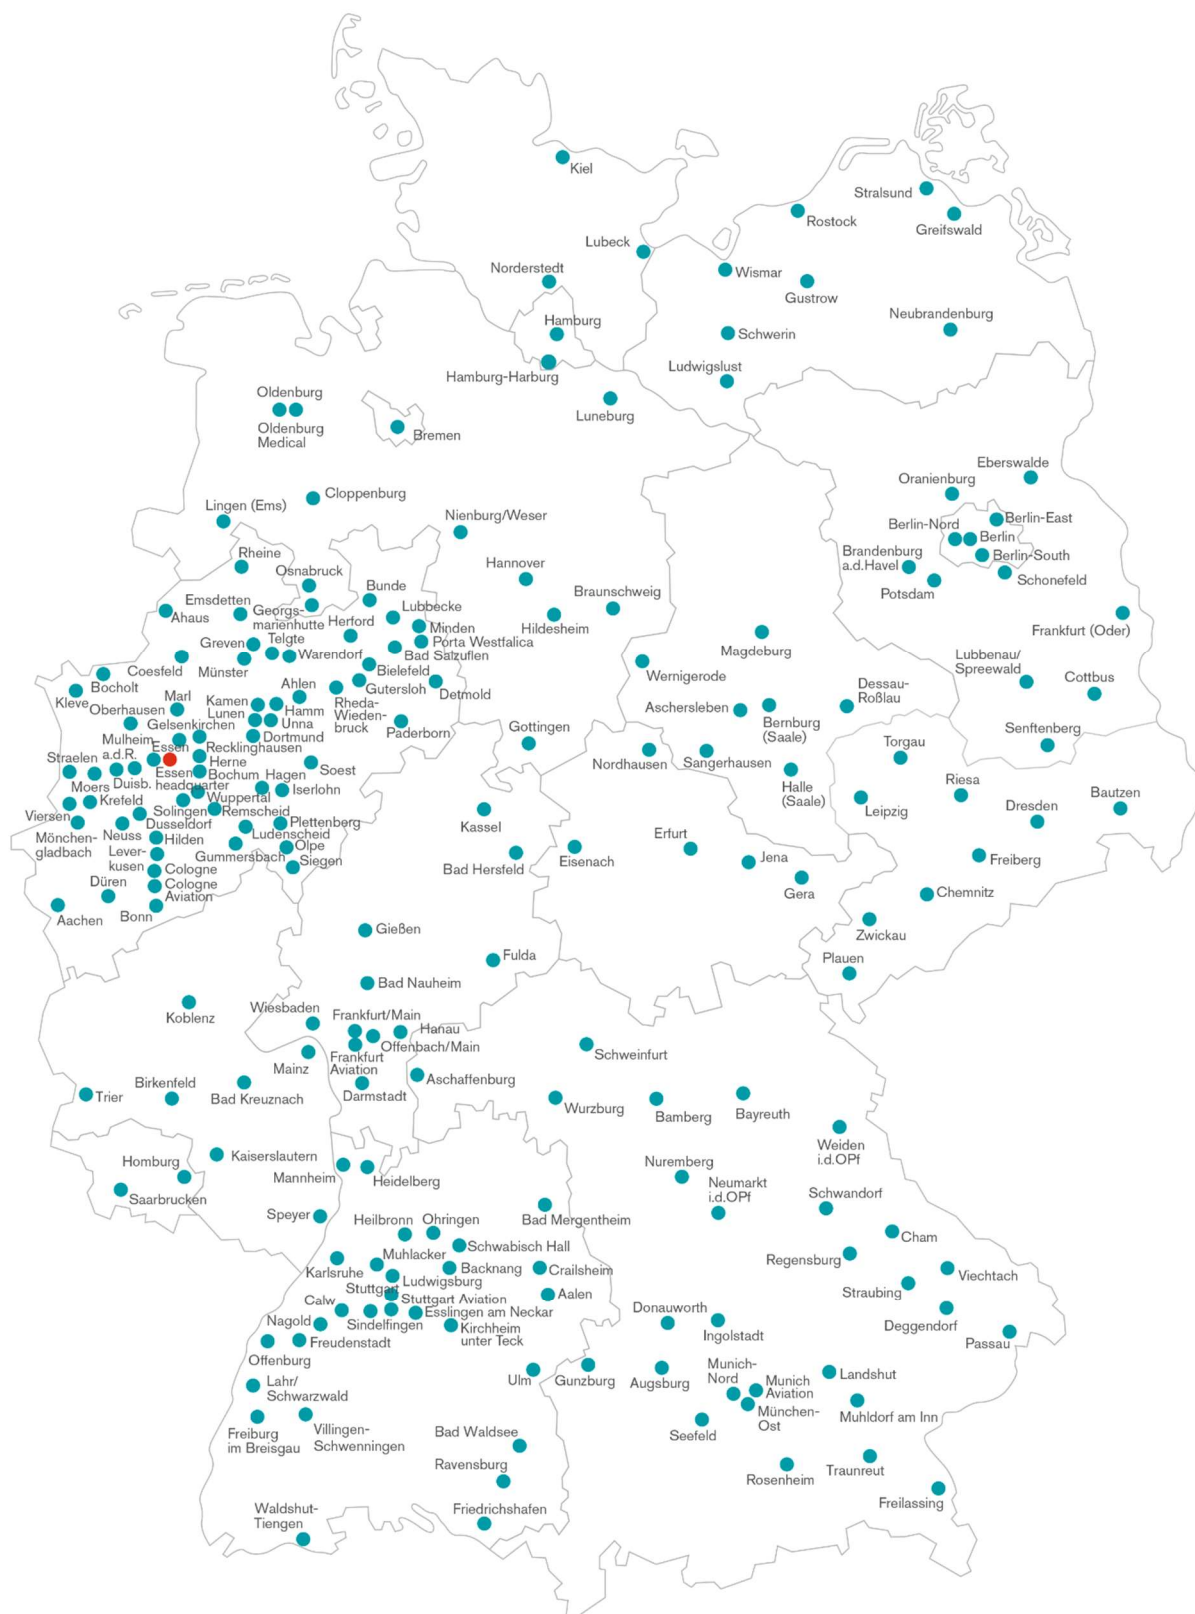 Kiel
Stralsund
Rostock
Greifswald
Lubeck
Norderstedt
Wismar
Gustrow
Hamburg
Neubrandenburg
Schwerin
Hamburg-Harburg
Ludwigslust
Oldenburg
Luneburg
Oldenburg
Medical
Bremen
Eberswalde
Oranienburg
Cloppenburg
Lingen (Ems)
Nienburg/Weser
Berlin-East
Berlin-Nord
Berlin
Rheine
Hannover
Brandenburg
a.d.Havel
Berlin-South
Osnabruck
Schonefeld
Bunde
Braunschweig
Potsdam
Emsdetten
Ahaus
Georgs-
marienhutte
Lubbecke
Herford
Minden
Hildesheim
Frankfurt (Oder)
Greven
Telgte
Porta Westfalica
Magdeburg
Warendorf
Bad Salzuflen
Lubbenau/
Spreewald
Coesfeld
Münster
Bielefeld
Wernigerode
Cottbus
Bocholt
Ahlen
Gutersloh
Detmold
Dessau-
Roßlau
Kleve
Marl
Kamen
Hamm
Rheda-
Wieden-
bruck
Aschersleben
Bernburg
(Saale)
Oberhausen
Lunen
Unna
Paderborn
Gottingen
Senftenberg
Gelsenkirchen
Dortmund
Torgau
Mulheim
a.d.R.
Essen
Recklinghausen
Straelen
Herne
Soest
Nordhausen
Sangerhausen
Halle
(Saale)
Riesa
Bautzen
Moers
Duisb.
Essen
headquarter
Bochum
Hagen
Iserlohn
Leipzig
Dresden
Krefeld
Wuppertal
Viersen
Solingen
Remscheid
Kassel
Dusseldorf
Plettenberg
Mönchen-
gladbach
Neuss
Hilden
Ludenscheid
Erfurt
Olpe
Lever-
kusen
Gummersbach
Siegen
Bad Hersfeld
Eisenach
Jena
Freiberg
Cologne
Düren
Cologne
Aviation
Gera
Chemnitz
Aachen
Bonn
Zwickau
Gießen
Fulda
Plauen
Bad Nauheim
Wiesbaden
Koblenz
Frankfurt/Main
Hanau
Offenbach/Main
Schweinfurt
Mainz
Frankfurt
Aviation
Birkenfeld
Aschaffenburg
Trier
Bad Kreuznach
Darmstadt
Wurzburg
Bamberg
Bayreuth
Weiden
i.d.OPf
Homburg
Kaiserslautern
Mannheim
Heidelberg
Nuremberg
Neumarkt
i.d.OPf
Schwandorf
Saarbrucken
Speyer
Heilbronn
Ohringen
Bad Mergentheim
Cham
Schwabisch Hall
Muhlacker
Regensburg
Karlsruhe
Backnang
Crailsheim
Viechtach
Ludwigsburg
Stuttgart
Straubing
Aalen
Calw
Stuttgart Aviation
Donauworth
Esslingen am Neckar
Nagold
Sindelfingen
Kirchheim
unter Teck
Ingolstadt
Deggendorf
Freudenstadt
Passau
Offenburg
Ulm
Gunzburg
Augsburg
Munich-
Nord
Landshut
Lahr/
Schwarzwald
Munich
Aviation
München-
Ost
Muhldorf am Inn
Freiburg
im Breisgau
Villingen-
Schwenningen
Seefeld
Bad Waldsee
Ravensburg
Rosenheim
Traunreut
Waldshut-
Tiengen
Friedrichshafen
Freilassing